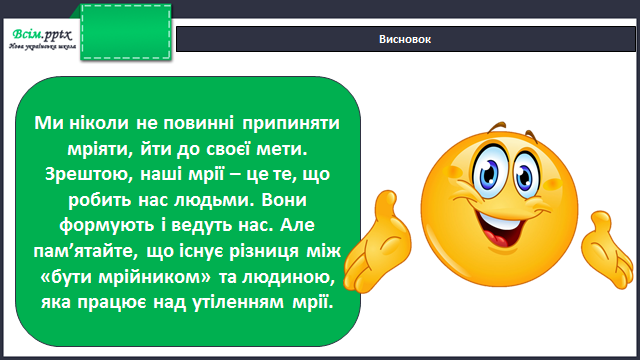 Всім.pptx
Нова українська школа
Висновок
Ми ніколи не повинні припиняти
мріяти, йти до своєї мети.
Зрештою, наші мрії – це те, що
робить нас людьми. Вони
формують і ведуть нас. Але
пам’ятайте, що існує різниця між
«бути мрійником» та людиною,
яка працює над утіленням мрії.